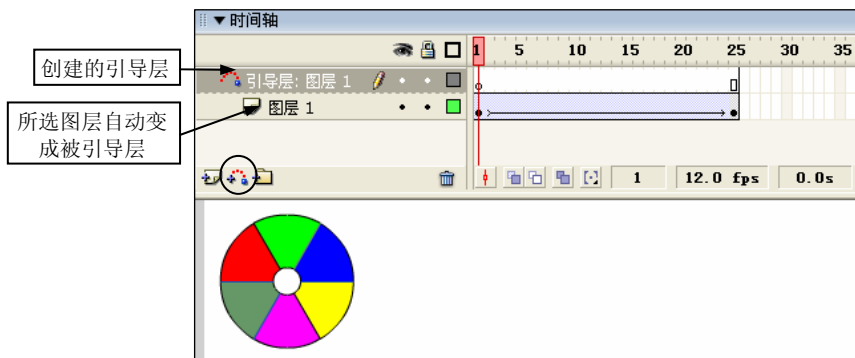 时间轴
1 5 10 15 20 25 30 35
创建的引导层
引导层: 图层 1
所选图层自动变
成被引导层
图层 1
1 12.0 fps 0.0s